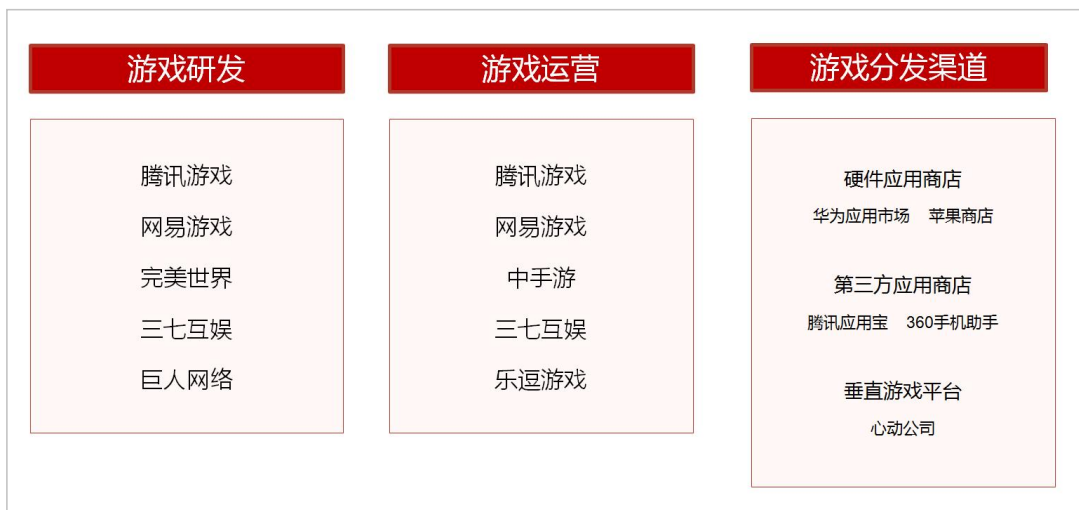 游戏研发
腾讯游戏
网易游戏
完美世界
三七互娱
巨人网络
游戏运营
腾讯游戏
网易游戏
中手游
三七互娱
乐逗游戏
游戏分发渠道
硬件应用商店
华为应用市场 苹果商店
第三方应用商店
腾讯应用宝 360手机助手
垂直游戏平台
心动公司